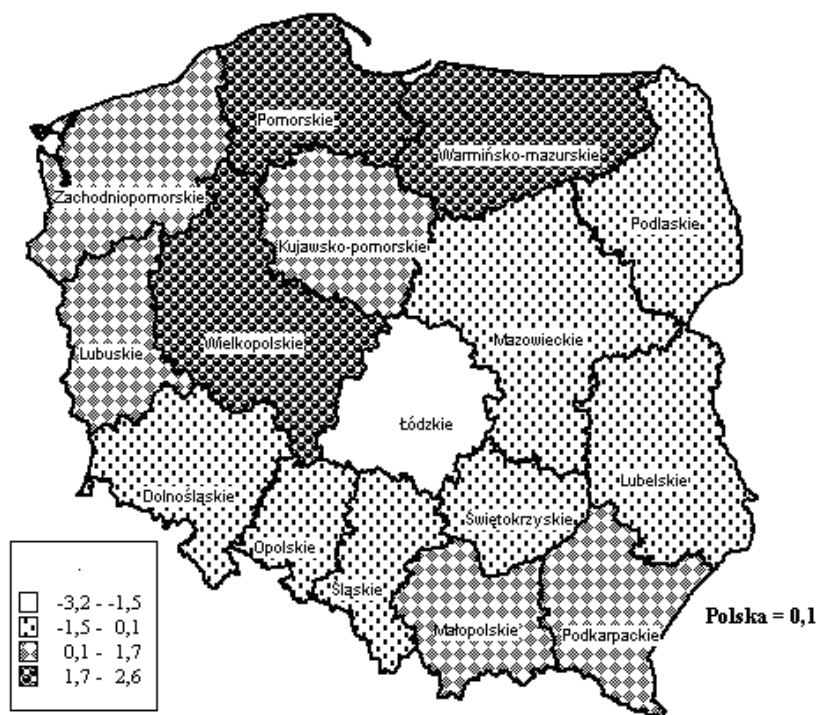 Pomorskie
Warmińsko-mazurskie
Zachodniopomorskie
Podlaskie
Kujawsko-pomorskie
Mazowieckie
Wielkopolskie
Lubuskie
Łódzkie
Lubelskie
Dolnośląskie
Świętokrzyskie
Opolskie
Śląskie
Małopolskie
Podkarpackie
Polska = 0,1
.
-3,2 - -1,5
-1,5 - 0,1
0,1 - 1,7
1,7 - 2,6